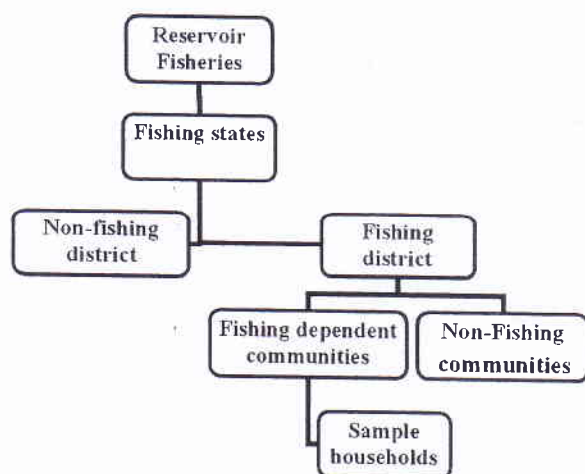 Reservoir
Fisheries
Fishing states
Non-fishing
district
Fishing
district
Fishing dependent
communities
Non-Fishing
communities
Sample
households